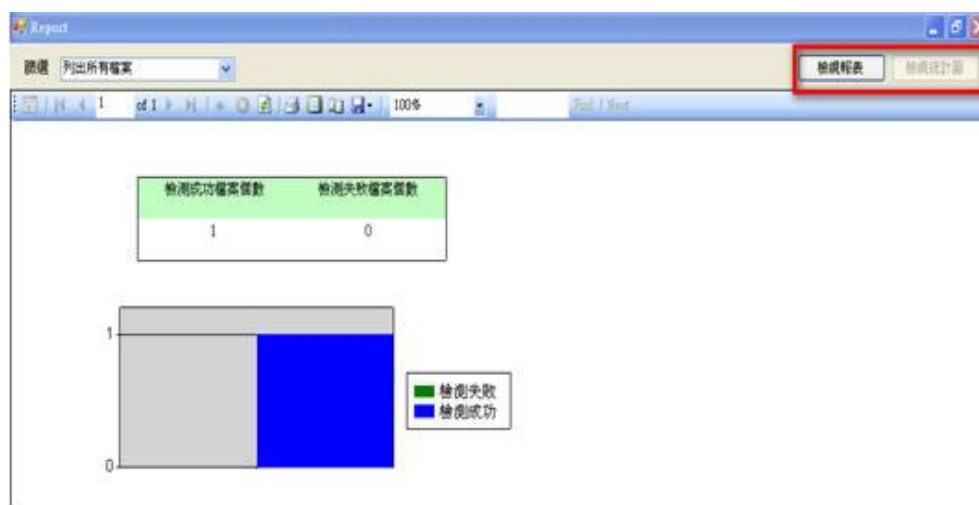 Report
篩選 列出所有檔案 檢視報表 檢視統計圖
1 of 1 100% Find | Next
檢測成功檔案個數 檢測失敗檔案個數
1 0
1
檢測失敗
檢測成功
0